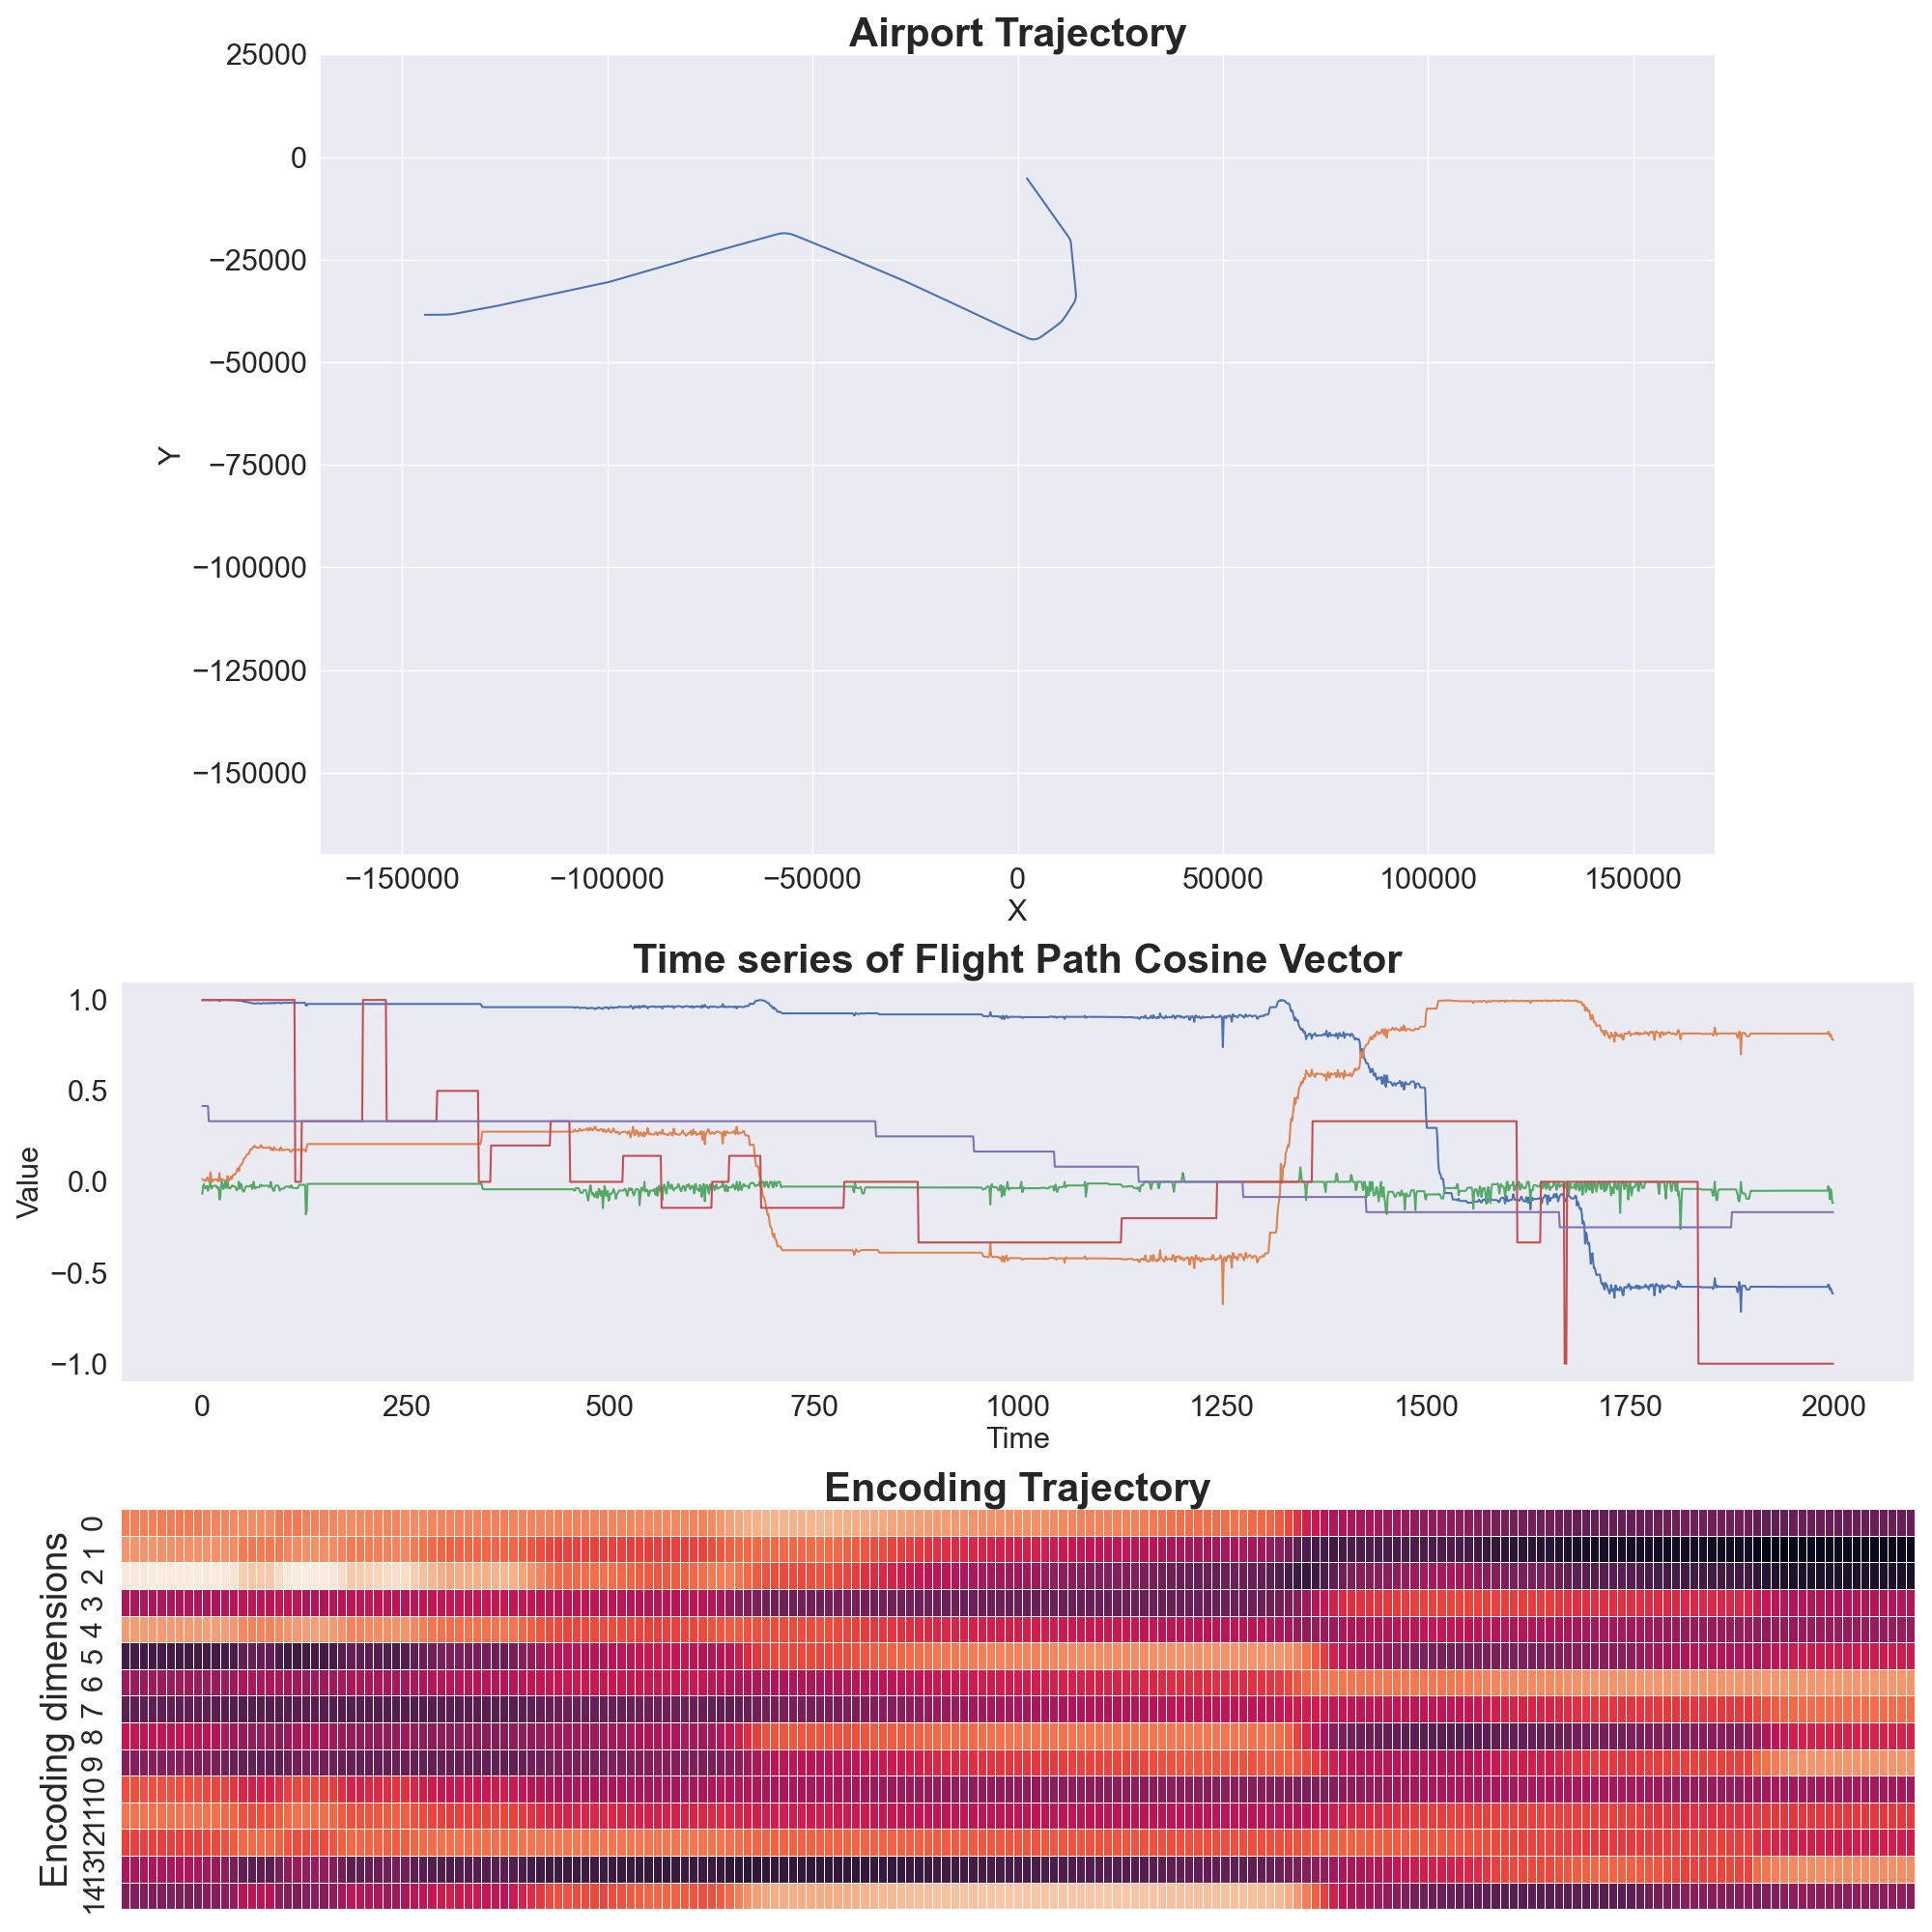 Airport Trajectory
25000
0
−25000
−50000
−75000
−100000
−125000
−150000
Y
−150000 −100000 −50000 0 50000 100000 150000
X
Time series of Flight Path Cosine Vector
1.0
0.5
0.0
−0.5
−1.0
Value
0 250 500 750 1000 1250 1500 1750 2000
Time
Encoding Trajectory
Encoding dimensions
0
1
2
3
4
5
6
7
8
9
10
11
12
13
14